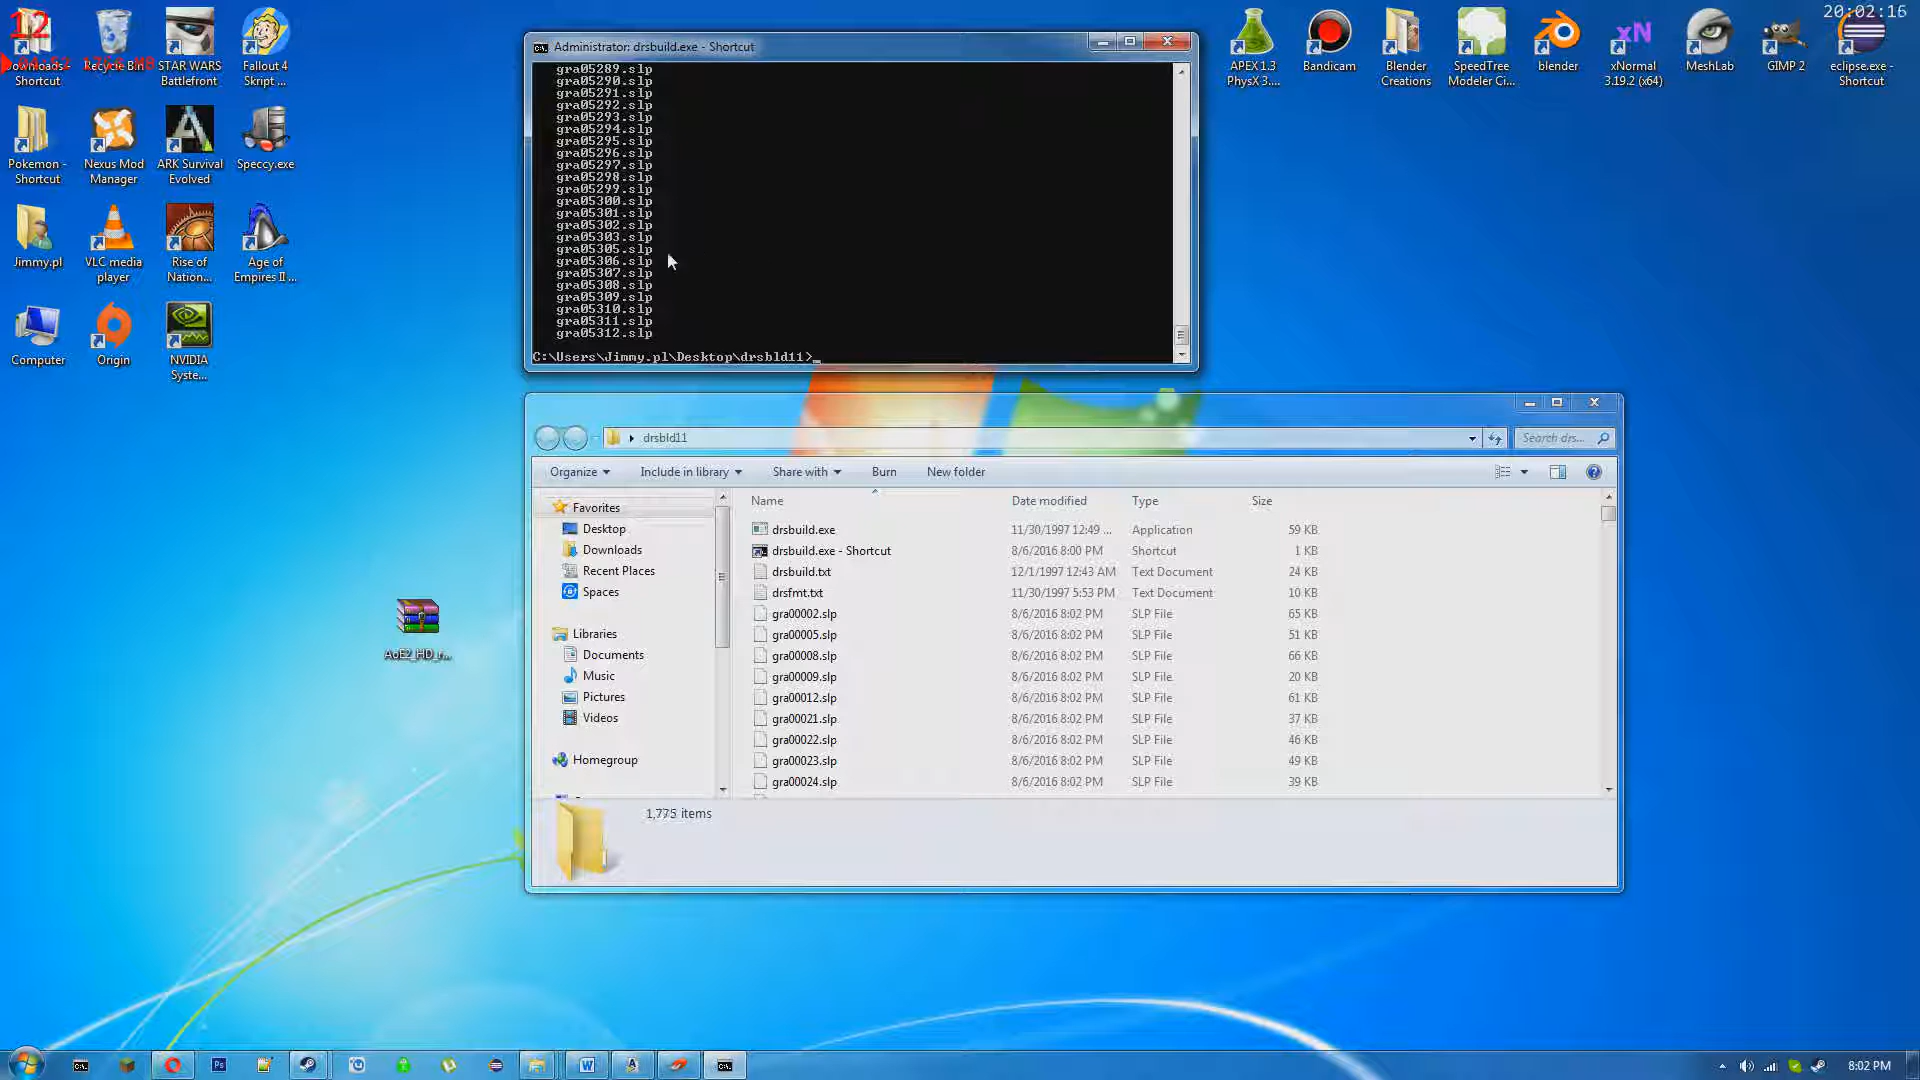 12
20:02:16
Downloads - Shortcut
Recycle Bin
STAR WARS Battlefront
Fallout 4 Skript ...
Pokemon - Shortcut
Nexus Mod Manager
ARK Survival Evolved
Speccy.exe
Jimmy.pl
VLC media player
Rise of Nation...
Age of Empires II ...
Computer
Origin
NVIDIA Syste...
APEX 1.3 PhysX 3....
Bandicam
Blender Creations
SpeedTree Modeler Ci...
blender
xNormal 3.19.2 (x64)
MeshLab
GIMP 2
eclipse.exe - Shortcut
Administrator: drsbuild.exe - Shortcut
gra05289.slp
gra05290.slp
gra05291.slp
gra05292.slp
gra05293.slp
gra05294.slp
gra05295.slp
gra05296.slp
gra05297.slp
gra05298.slp
gra05299.slp
gra05300.slp
gra05301.slp
gra05302.slp
gra05303.slp
gra05305.slp
gra05306.slp
gra05307.slp
gra05308.slp
gra05309.slp
gra05310.slp
gra05311.slp
gra05312.slp
C:\Users\Jimmy.pl\Desktop\drsbld11>_
drsbld11
Search drs...
Organize
Include in library
Share with
Burn
New folder
Favorites
Desktop
Downloads
Recent Places
Spaces
Libraries
Documents
Music
Pictures
Videos
Homegroup
Name Date modified Type Size
drsbuild.exe 11/30/1997 12:49 ... Application 59 KB
drsbuild.exe - Shortcut 8/6/2016 8:00 PM Shortcut 1 KB
drsbuild.txt 12/1/1997 12:43 AM Text Document 24 KB
drsfmt.txt 11/30/1997 5:53 PM Text Document 10 KB
gra00002.slp 8/6/2016 8:02 PM SLP File 65 KB
gra00005.slp 8/6/2016 8:02 PM SLP File 51 KB
gra00008.slp 8/6/2016 8:02 PM SLP File 66 KB
gra00009.slp 8/6/2016 8:02 PM SLP File 20 KB
gra00012.slp 8/6/2016 8:02 PM SLP File 61 KB
gra00021.slp 8/6/2016 8:02 PM SLP File 37 KB
gra00022.slp 8/6/2016 8:02 PM SLP File 46 KB
gra00023.slp 8/6/2016 8:02 PM SLP File 49 KB
gra00024.slp 8/6/2016 8:02 PM SLP File 39 KB
1,775 items
AoE2_HD_r...
8:02 PM